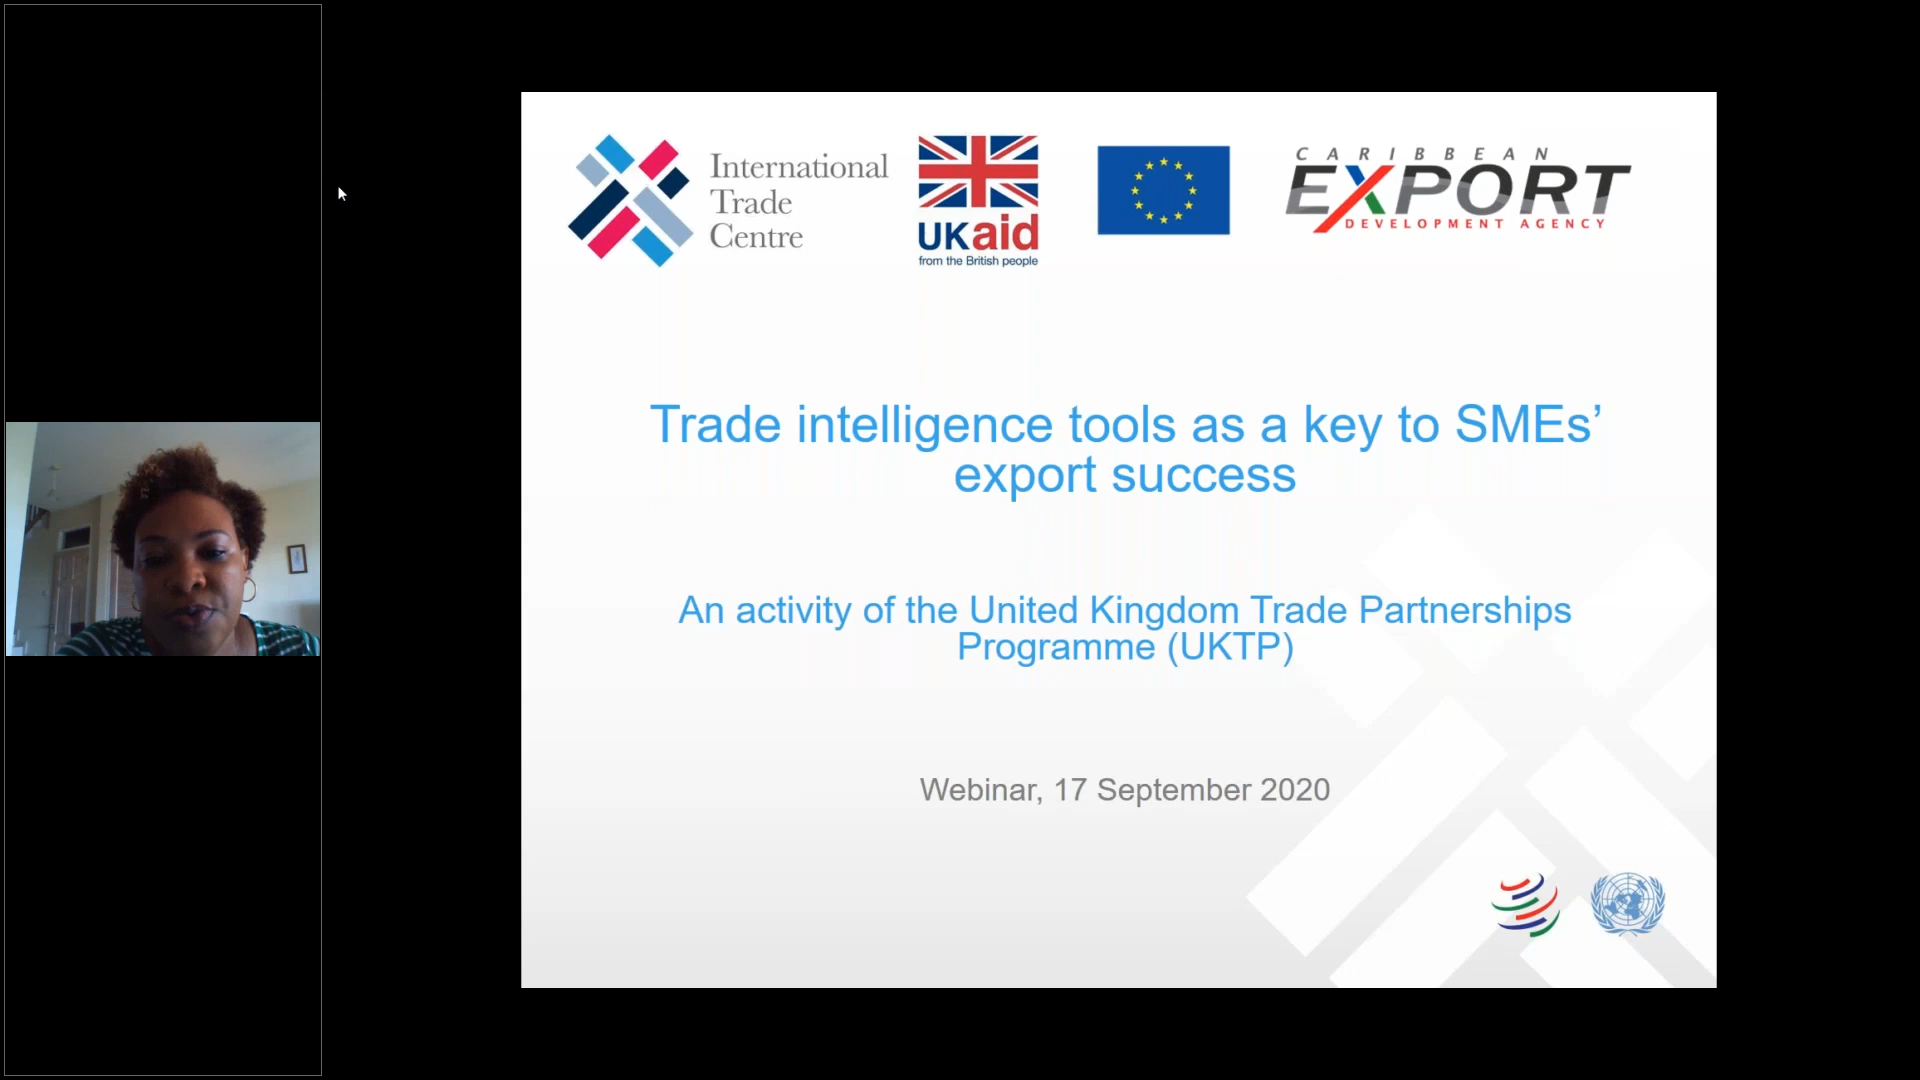 International
Trade
Centre
UKaid
from the British people
CARIBBEAN
EXPORT
DEVELOPMENT AGENCY
Trade intelligence tools as a key to SMEs’
export success
An activity of the United Kingdom Trade Partnerships
Programme (UKTP)
Webinar, 17 September 2020